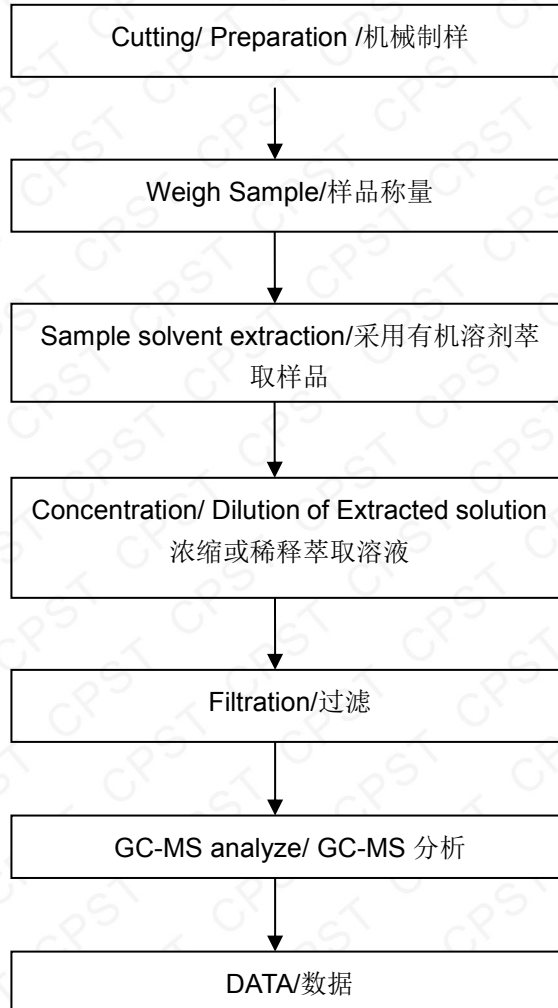 Cutting/ Preparation /机械制样
Weigh Sample/样品称量
Sample solvent extraction/采用有机溶剂萃
取样品
Concentration/ Dilution of Extracted solution
浓缩或稀释萃取溶液
Filtration/过滤
GC-MS analyze/ GC-MS 分析
DATA/数据